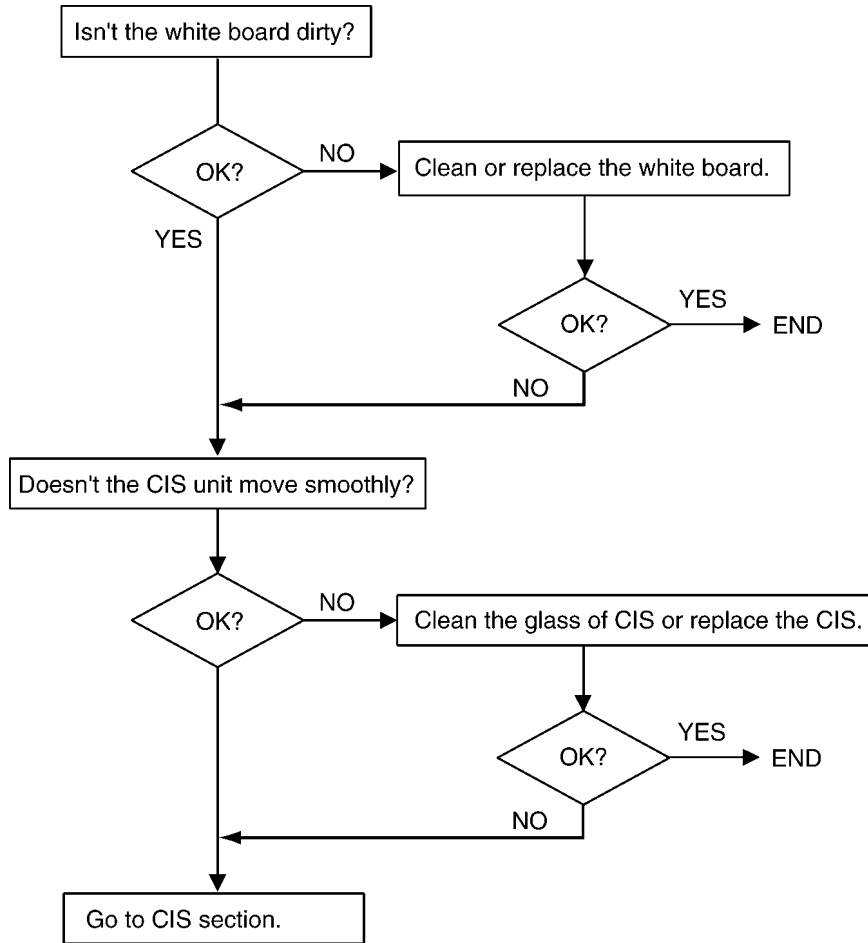 Isn't the white board dirty?
OK?
NO
Clean or replace the white board.
YES
OK?
YES
END
NO
Doesn't the CIS unit move smoothly?
OK?
NO
Clean the glass of CIS or replace the CIS.
OK?
YES
END
NO
Go to CIS section.